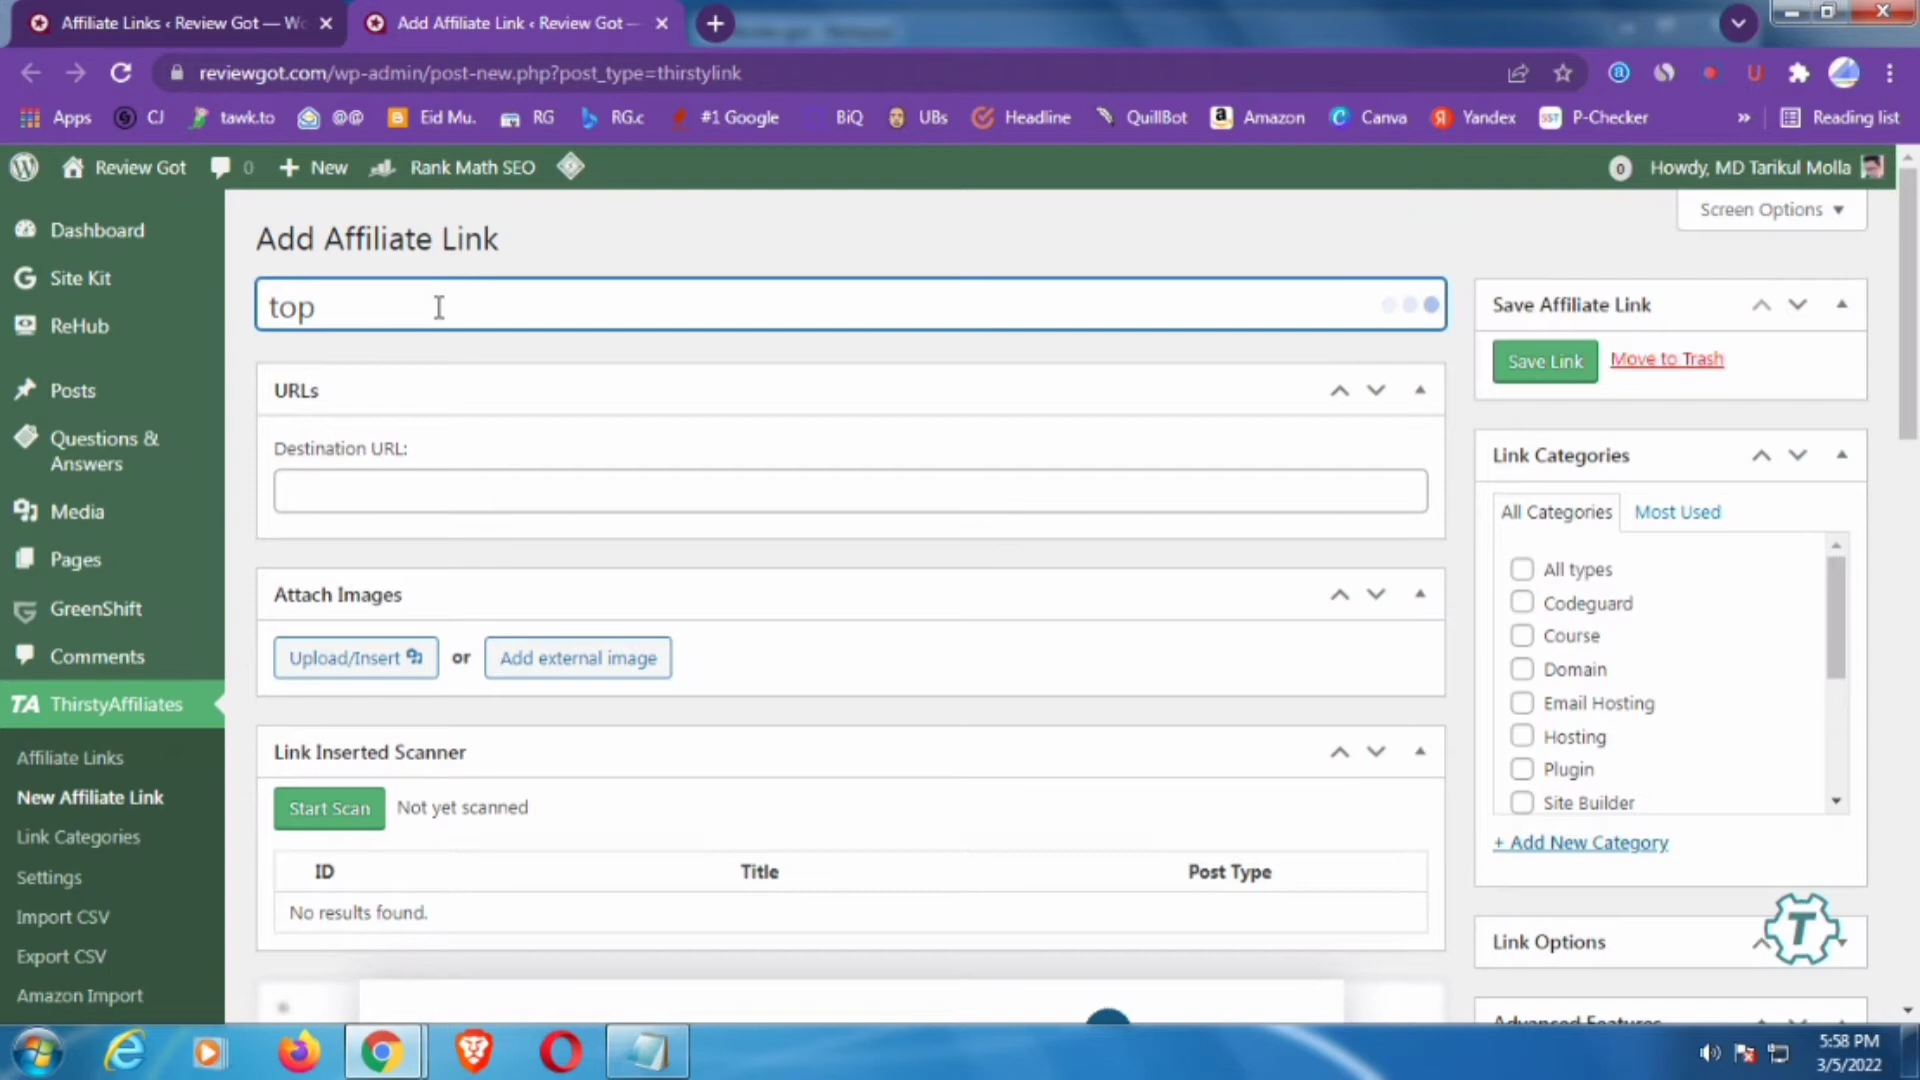 Affiliate Links ‹ Review Got — Wo
Add Affiliate Link ‹ Review Got —
reviewgot.com/wp-admin/post-new.php?post_type=thirstylink
Apps
CJ
tawk.to
@@
Eid Mu.
RG
RG.c
#1 Google
BiQ
UBs
Headline
QuillBot
Amazon
Canva
Yandex
P-Checker
»
Reading list
Review Got
0
New
Rank Math SEO
0
Howdy, MD Tarikul Molla
Screen Options
Dashboard
Site Kit
ReHub
Posts
Questions &
Answers
Media
Pages
GreenShift
Comments
TA ThirstyAffiliates
Affiliate Links
New Affiliate Link
Link Categories
Settings
Import CSV
Export CSV
Amazon Import
Add Affiliate Link
top
URLs
Destination URL:
Attach Images
Upload/Insert or Add external image
Link Inserted Scanner
Start Scan Not yet scanned
ID Title Post Type
No results found.
Save Affiliate Link
Save Link Move to Trash
Link Categories
All Categories Most Used
All types
Codeguard
Course
Domain
Email Hosting
Hosting
Plugin
Site Builder
+ Add New Category
Link Options
T
Advanced Features
5:58 PM
3/5/2022